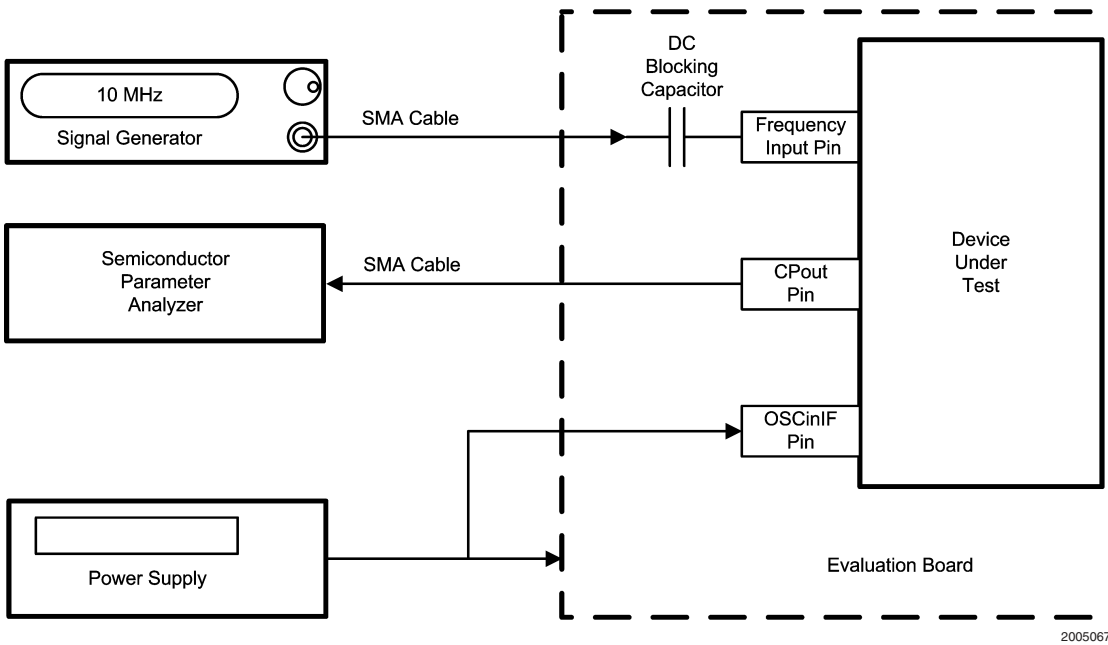 10 MHz
Signal Generator
SMA Cable
DC
Blocking
Capacitor
Frequency
Input Pin
Semiconductor
Parameter
Analyzer
SMA Cable
CPout
Pin
Device
Under
Test
OSCinIF
Pin
Power Supply
Evaluation Board
2005067